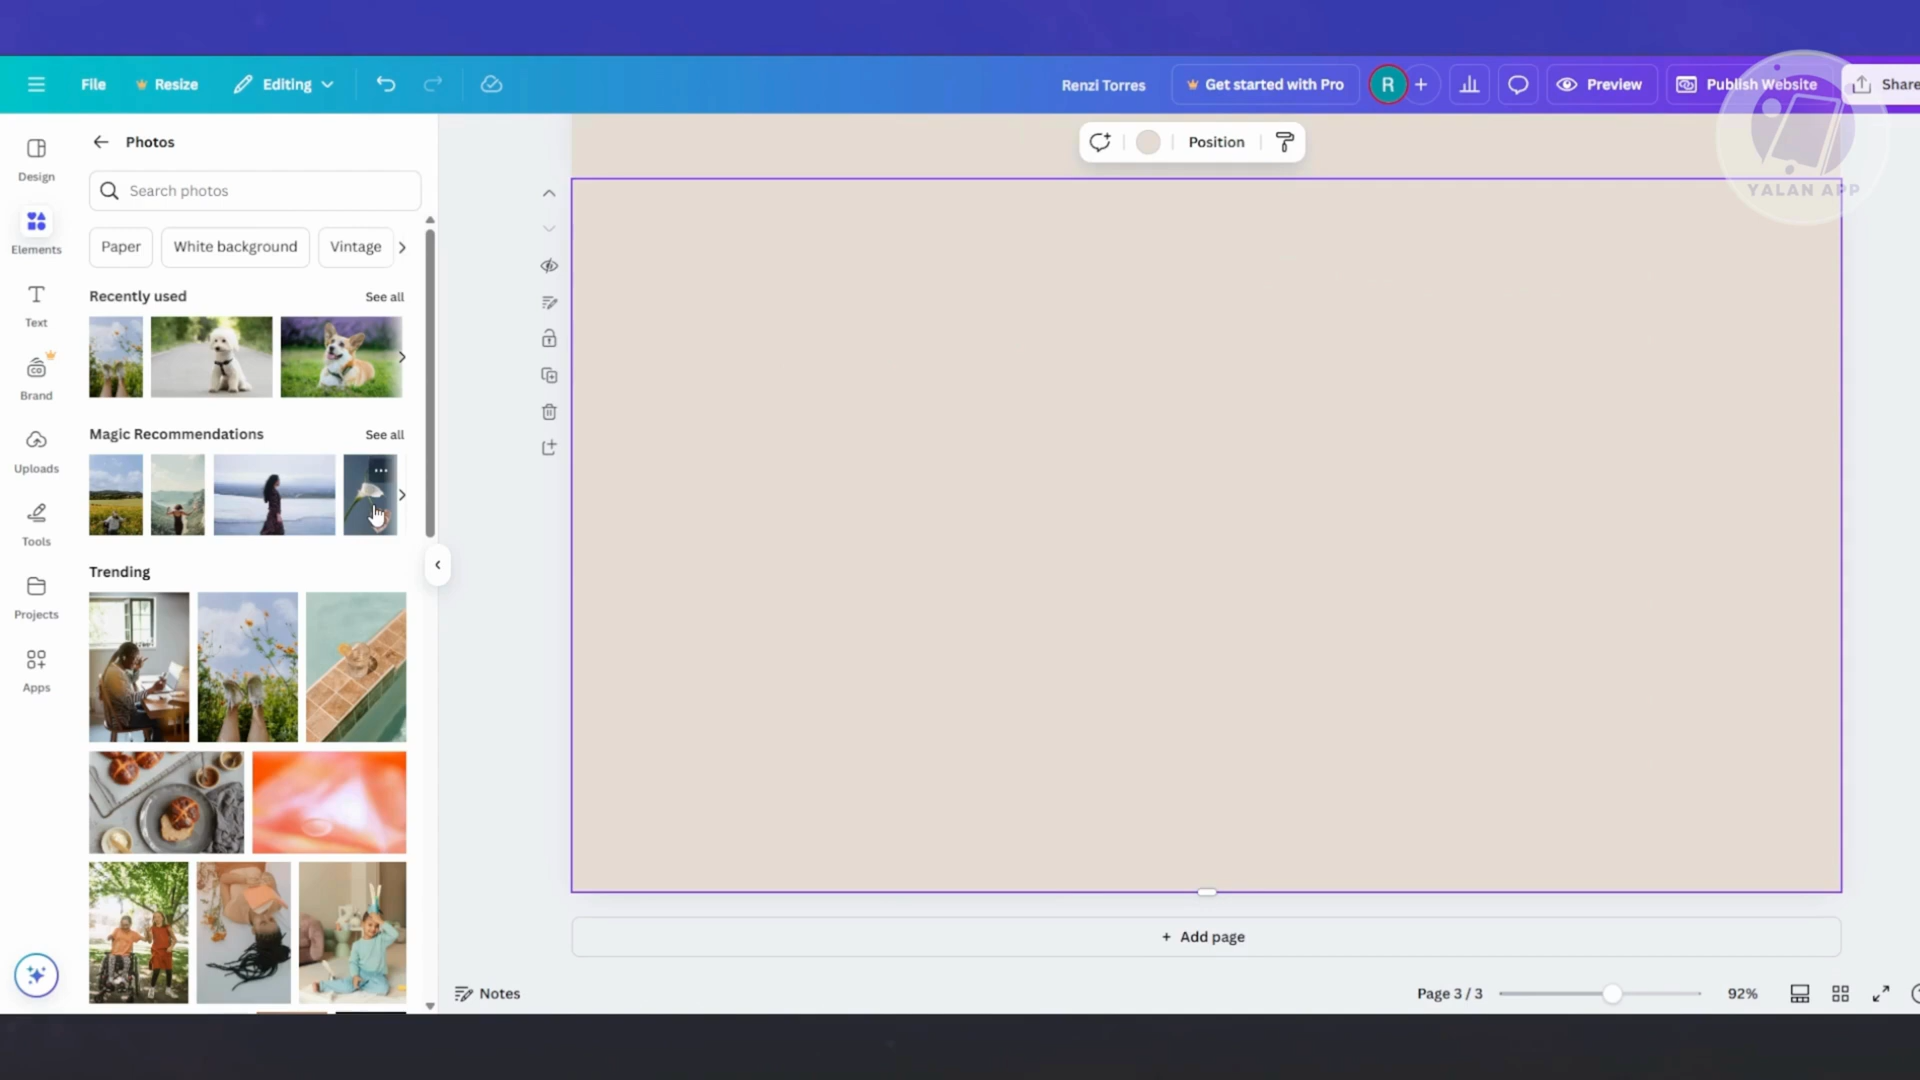 File
Resize
Editing
Renzi Torres
Get started with Pro
R
Preview
Publish Website
Share
YALAN APP
Design
Elements
Text
Brand
Uploads
Tools
Projects
Apps
Photos
Search photos
Paper
White background
Vintage
Recently used
See all
Magic Recommendations
See all
Trending
Position
+ Add page
Notes
Page 3 / 3
92%